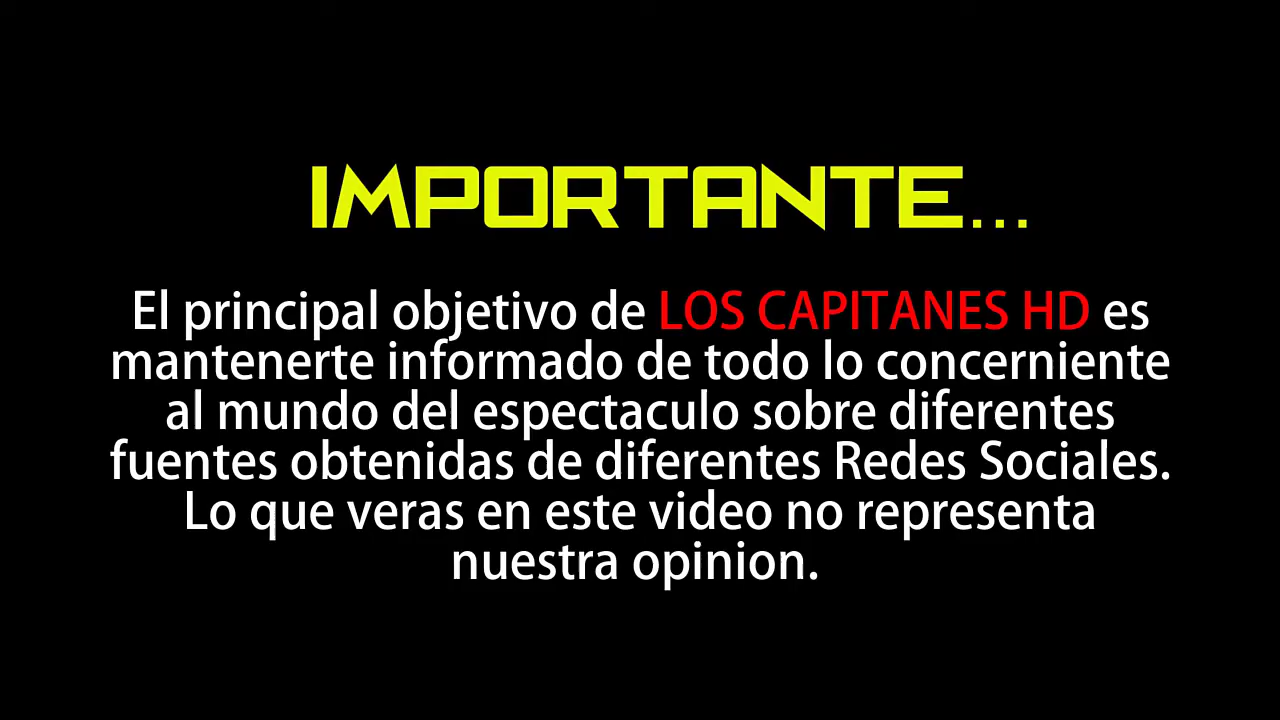 IMPORTANTE...
El principal objetivo de LOS CAPITANES HD es
mantenerte informado de todo lo concerniente
al mundo del espectaculo sobre diferentes
fuentes obtenidas de diferentes Redes Sociales.
Lo que veras en este video no representa
nuestra opinion.